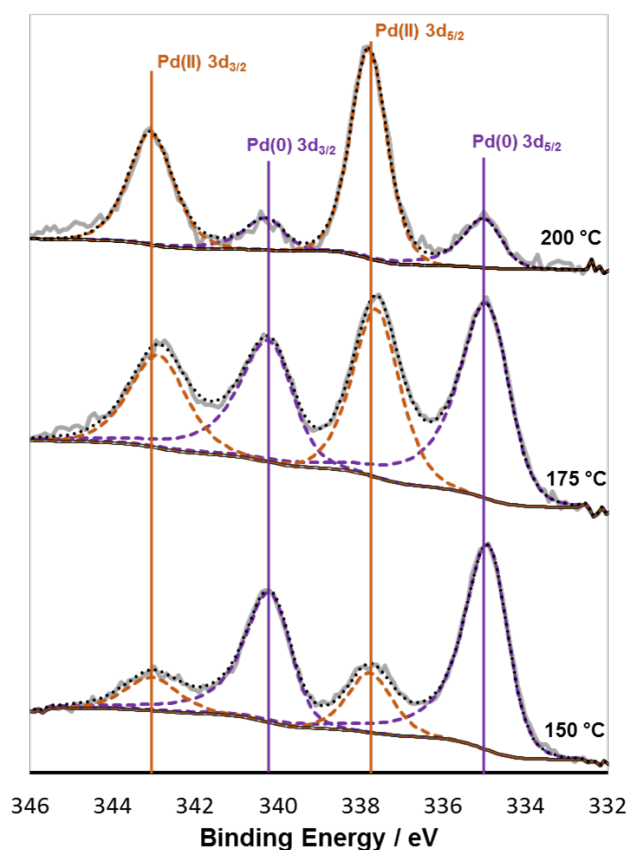 Pd(II) 3d5/2
Pd(II) 3d3/2
Pd(0) 3d3/2
Pd(0) 3d5/2
200 °C
175 °C
150 °C
346 344 342 340 338 336 334 332
Binding Energy / eV